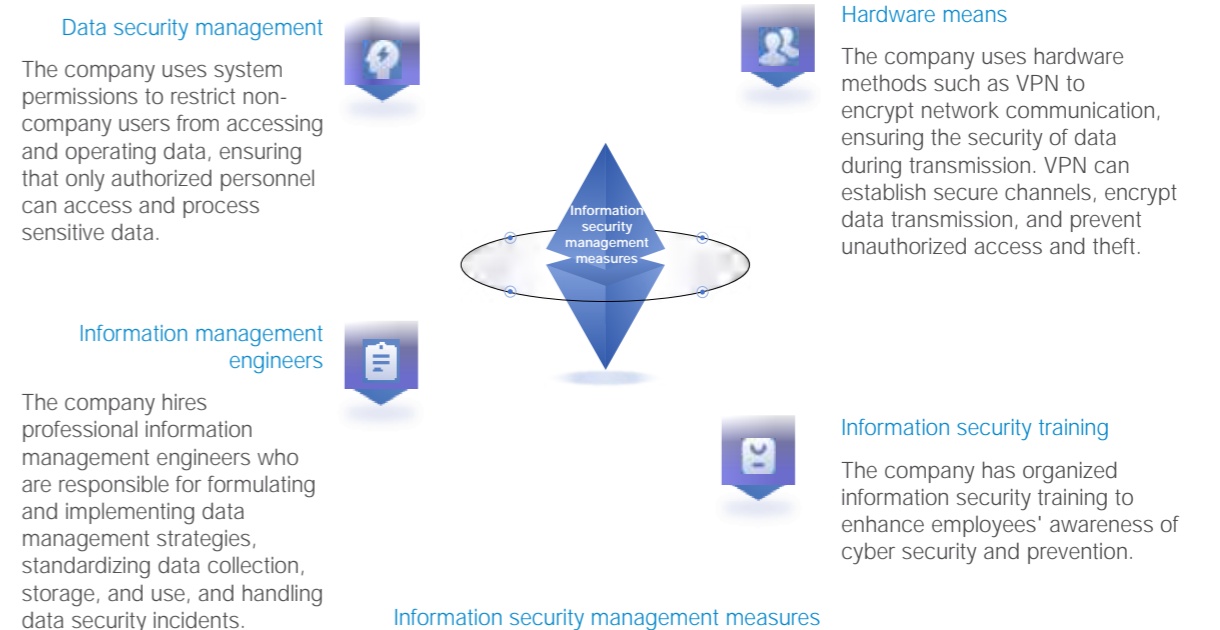 Data security management
The company uses system
permissions to restrict non-
company users from accessing
and operating data, ensuring
that only authorized personnel
can access and process
sensitive data.
Hardware means
The company uses hardware
methods such as VPN to
encrypt network communication,
ensuring the security of data
during transmission. VPN can
establish secure channels, encrypt
data transmission, and prevent
unauthorized access and theft.
Information
security
management
measures
Information management
engineers
The company hires
professional information
management engineers who
are responsible for formulating
and implementing data
management strategies,
standardizing data collection,
storage, and use, and handling
data security incidents.
Information security training
The company has organized
information security training to
enhance employees' awareness of
cyber security and prevention.
Information security management measures